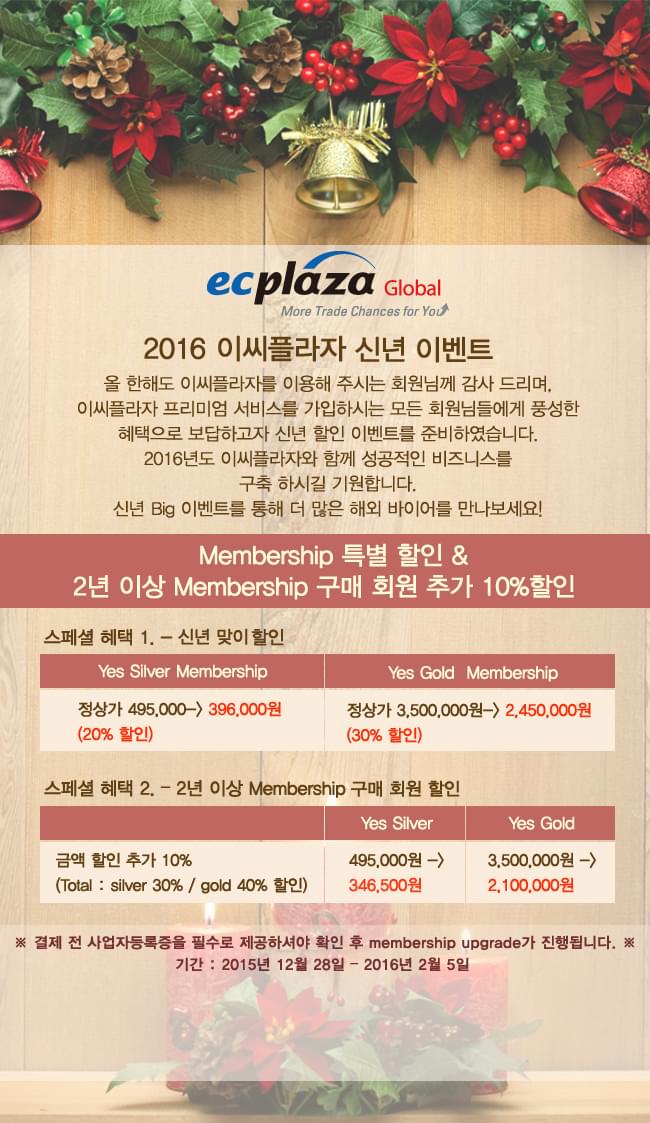 ecplaza Global
More Trade Chances for You
2016 이씨플라자 신년 이벤트
올 한해도 이씨플라자를 이용해 주시는 회원님께 감사 드리며,
이씨플라자 프리미엄 서비스를 가입하시는 모든 회원님들에게 풍성한
혜택으로 보답하고자 신년 할인 이벤트를 준비하였습니다.
2016년도 이씨플라자와 함께 성공적인 비즈니스를
구축 하시길 기원합니다.
신년 Big 이벤트를 통해 더 많은 해외 바이어를 만나보세요!
Membership 특별 할인 &
2년 이상 Membership 구매 회원 추가 10%할인
스페셜 혜택 1. - 신년 맞이 할인
Yes Silver Membership Yes Gold Membership
정상가 495,000-> 396,000원 정상가 3,500,000원-> 2,450,000원
(20% 할인) (30% 할인)
스페셜 혜택 2. - 2년 이상 Membership 구매 회원 할인
Yes Silver Yes Gold
금액 할인 추가 10% 495,000원 -> 3,500,000원 ->
(Total : silver 30% / gold 40% 할인) 346,500원 2,100,000원
※ 결제 전 사업자등록증을 필수로 제공하셔야 확인 후 membership upgrade가 진행됩니다. ※
기간 : 2015년 12월 28일 - 2016년 2월 5일